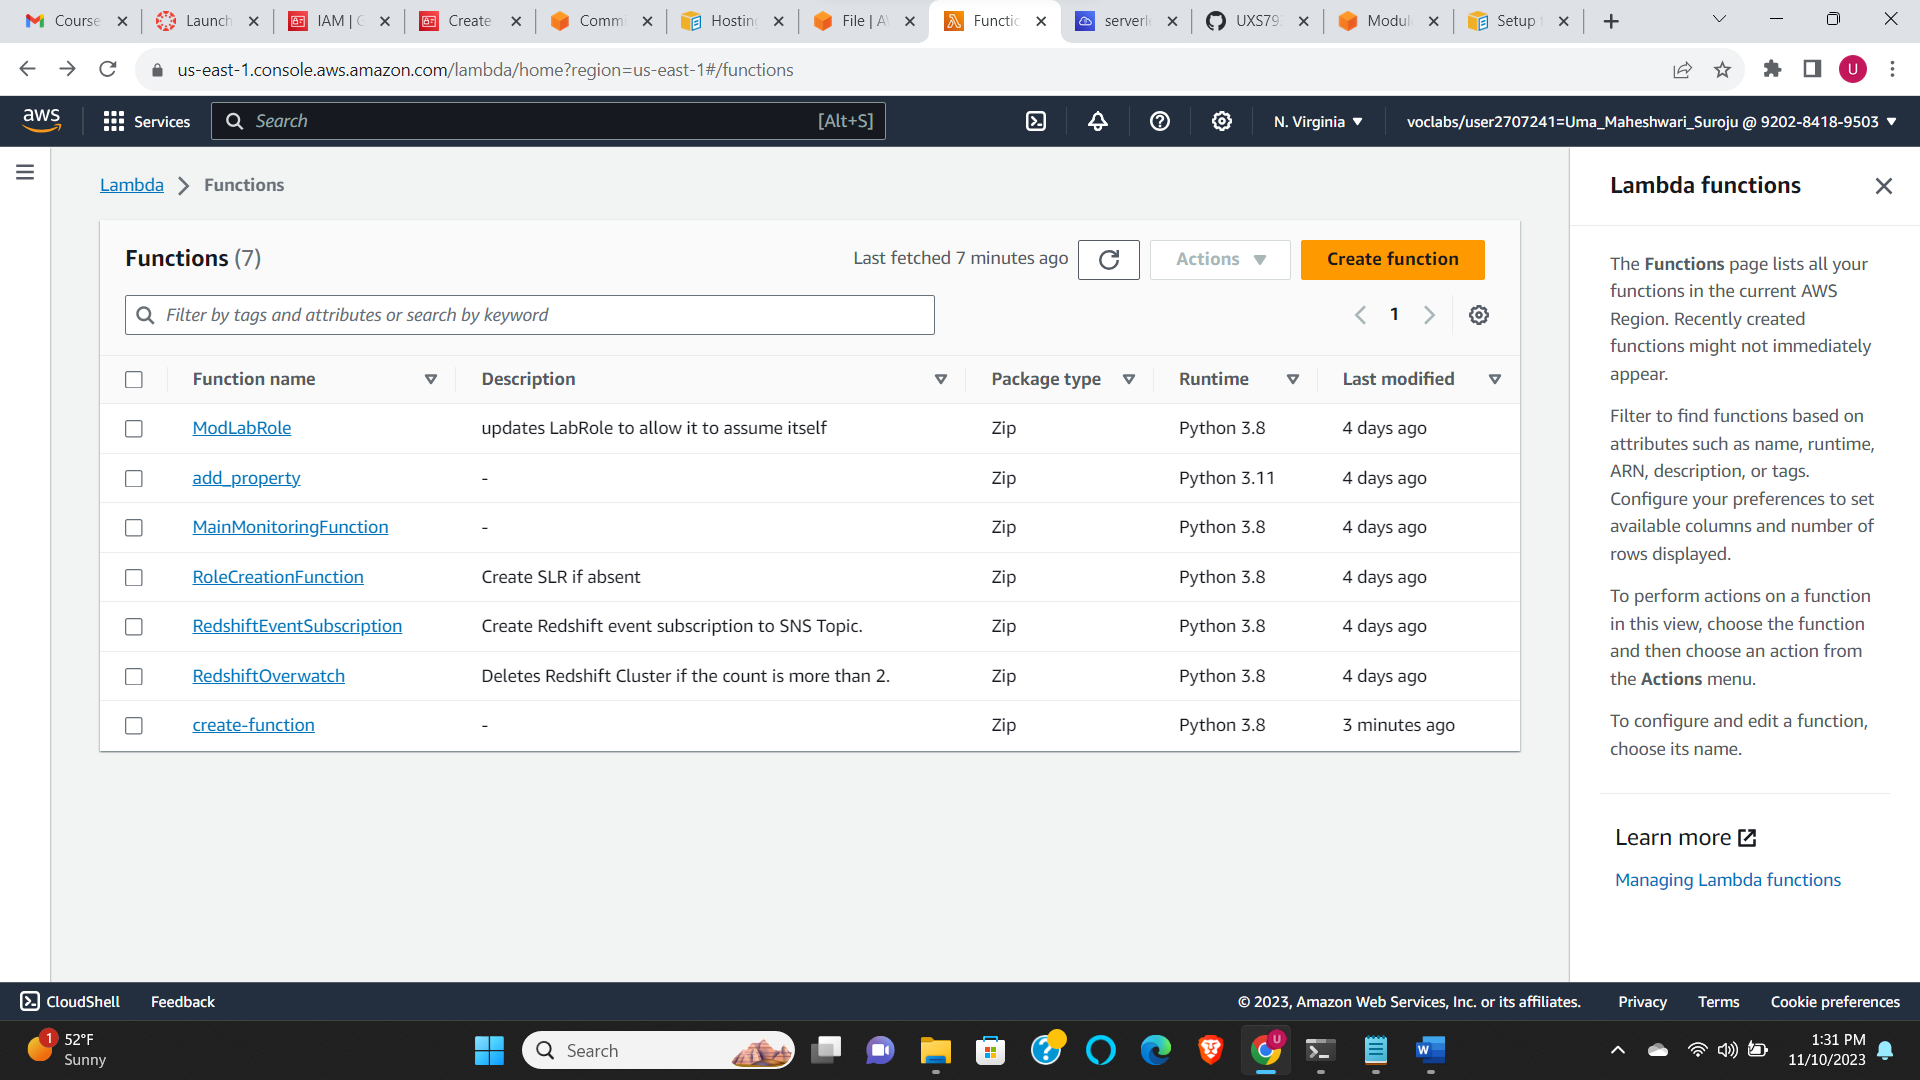 Course
Launch
IAM | G
Create
Commi
Hosting
File | AV
Functio
serverle
UXS792
Module
Setup f
us-east-1.console.aws.amazon.com/lambda/home?region=us-east-1#/functions
U
aws
Services
Search
[Alt+S]
N. Virginia
voclabs/user2707241=Uma_Maheshwari_Suroju @ 9202-8418-9503
Lambda
Functions
Functions (7)
Last fetched 7 minutes ago
Actions
Create function
Filter by tags and attributes or search by keyword
1
Function name Description Package type Runtime Last modified
ModLabRole updates LabRole to allow it to assume itself Zip Python 3.8 4 days ago
add_property - Zip Python 3.11 4 days ago
MainMonitoringFunction - Zip Python 3.8 4 days ago
RoleCreationFunction Create SLR if absent Zip Python 3.8 4 days ago
RedshiftEventSubscription Create Redshift event subscription to SNS Topic. Zip Python 3.8 4 days ago
RedshiftOverwatch Deletes Redshift Cluster if the count is more than 2. Zip Python 3.8 4 days ago
create-function - Zip Python 3.8 3 minutes ago
Lambda functions
The Functions page lists all your
functions in the current AWS
Region. Recently created
functions might not immediately
appear.
Filter to find functions based on
attributes such as name, runtime,
ARN, description, or tags.
Configure your preferences to set
available columns and number of
rows displayed.
To perform actions on a function
in this view, choose the function
and then choose an action from
the Actions menu.
To configure and edit a function,
choose its name.
Learn more
Managing Lambda functions
CloudShell
Feedback
© 2023, Amazon Web Services, Inc. or its affiliates.
Privacy
Terms
Cookie preferences
1
52°F
Sunny
Search
U
W
1:31 PM
11/10/2023